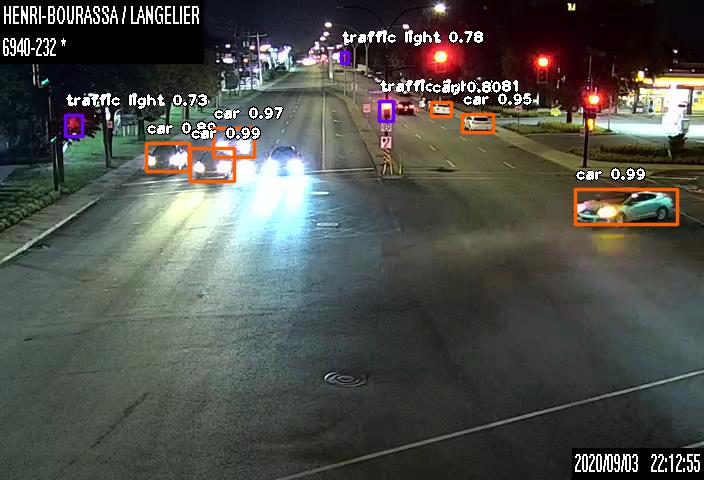 HENRI-BOURASSA / LANGELIER
6940-232 *
traffic light 0.78
traffic light 0.73
car 0.97
car 0.99
car 0.95
car 0.99
2020/09/03 22:12:55